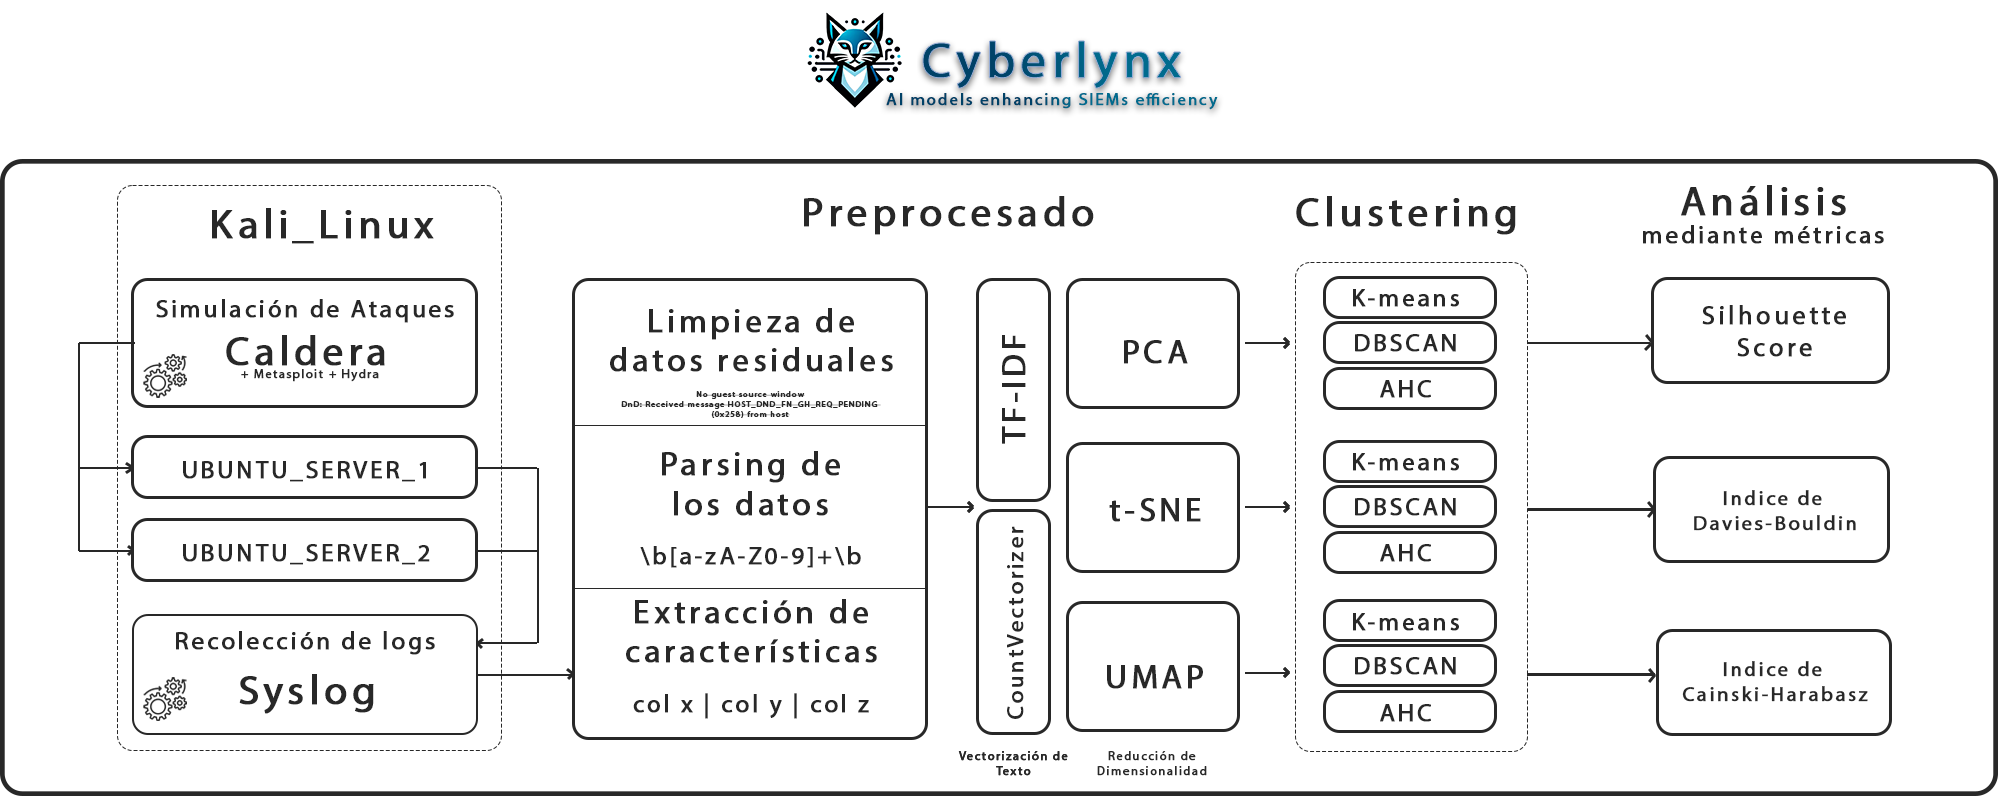 Cyberlynx
AI models enhancing SIEMs efficiency
Kali_Linux
Simulación de Ataques
Caldera
+ Metasploit + Hydra
UBUNTU_SERVER_1
UBUNTU_SERVER_2
Recolección de logs
Syslog
Preprocesado
Limpieza de
datos residuales
No guest source window
DnD: Received message HOST_DND_FN_GH_REQ_PENDING
(0x258) from host
Parsing de
los datos
\b[a-zA-Z0-9]+\b
Extracción de
características
col x | col y | col z
TF-IDF
CountVectorizer
Vectorización de
Texto
PCA
t-SNE
UMAP
Reducción de
Dimensionalidad
Clustering
K-means
DBSCAN
AHC
K-means
DBSCAN
AHC
K-means
DBSCAN
AHC
Análisis
mediante métricas
Silhouette
Score
Indice de
Davies-Bouldin
Indice de
Cainski-Harabasz